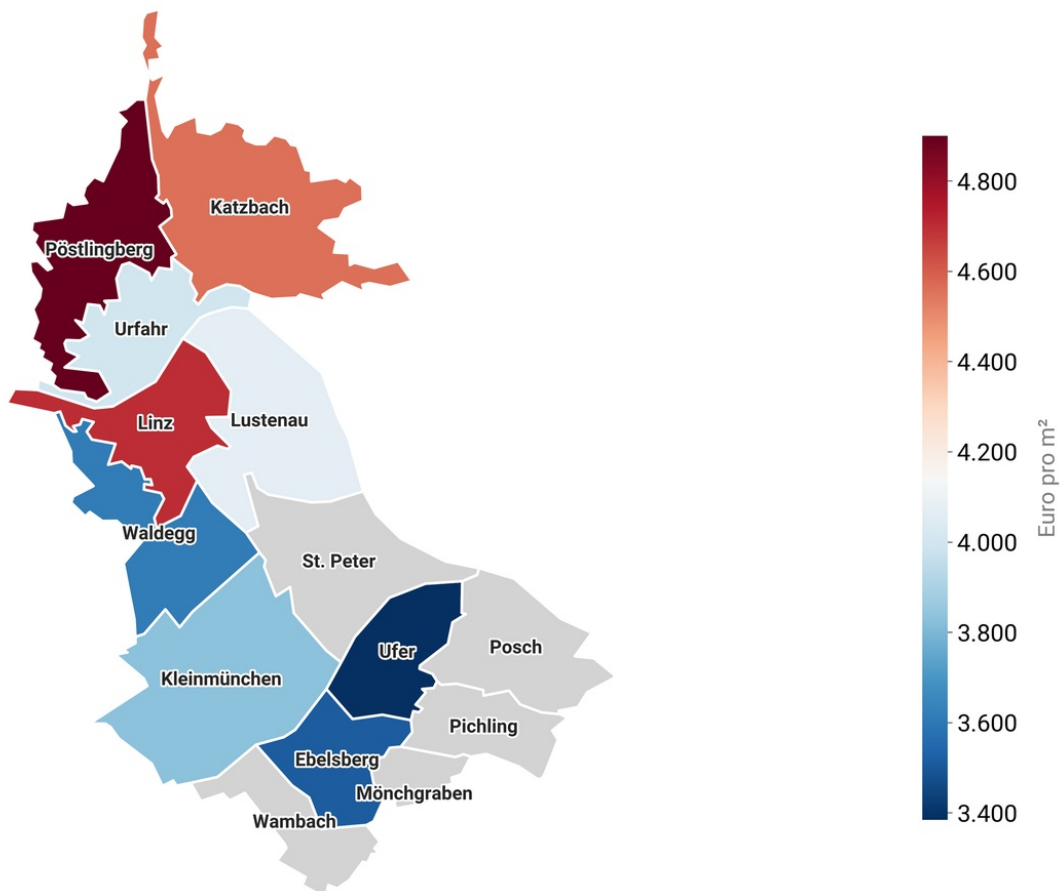 Katzbach
Pöstlingberg
Urfahr
Linz
Lustenau
Waldegg
St. Peter
Ufer
Posch
Kleinmünchen
Pichling
Ebelsberg
Mönchgraben
Wambach
4.800
4.600
4.400
4.200
4.000
3.800
3.600
3.400
Euro pro m²